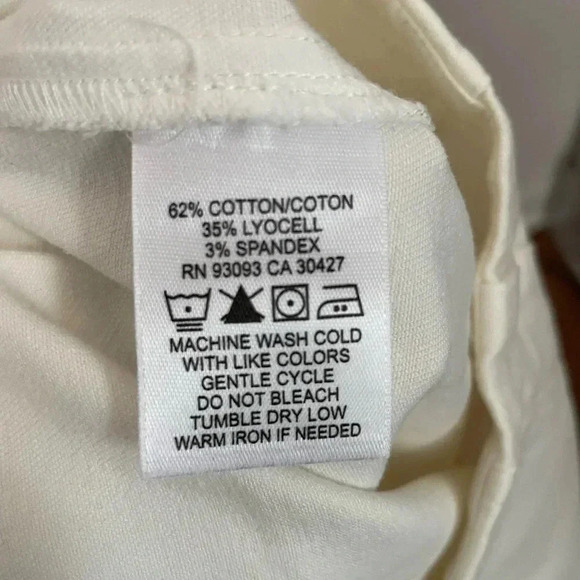 62% COTTON/COTON
35% LYOCELL
3% SPANDEX
RN 93093 CA 30427
MACHINE WASH COLD
WITH LIKE COLORS
GENTLE CYCLE
DO NOT BLEACH
TUMBLE DRY LOW
WARM IRON IF NEEDED